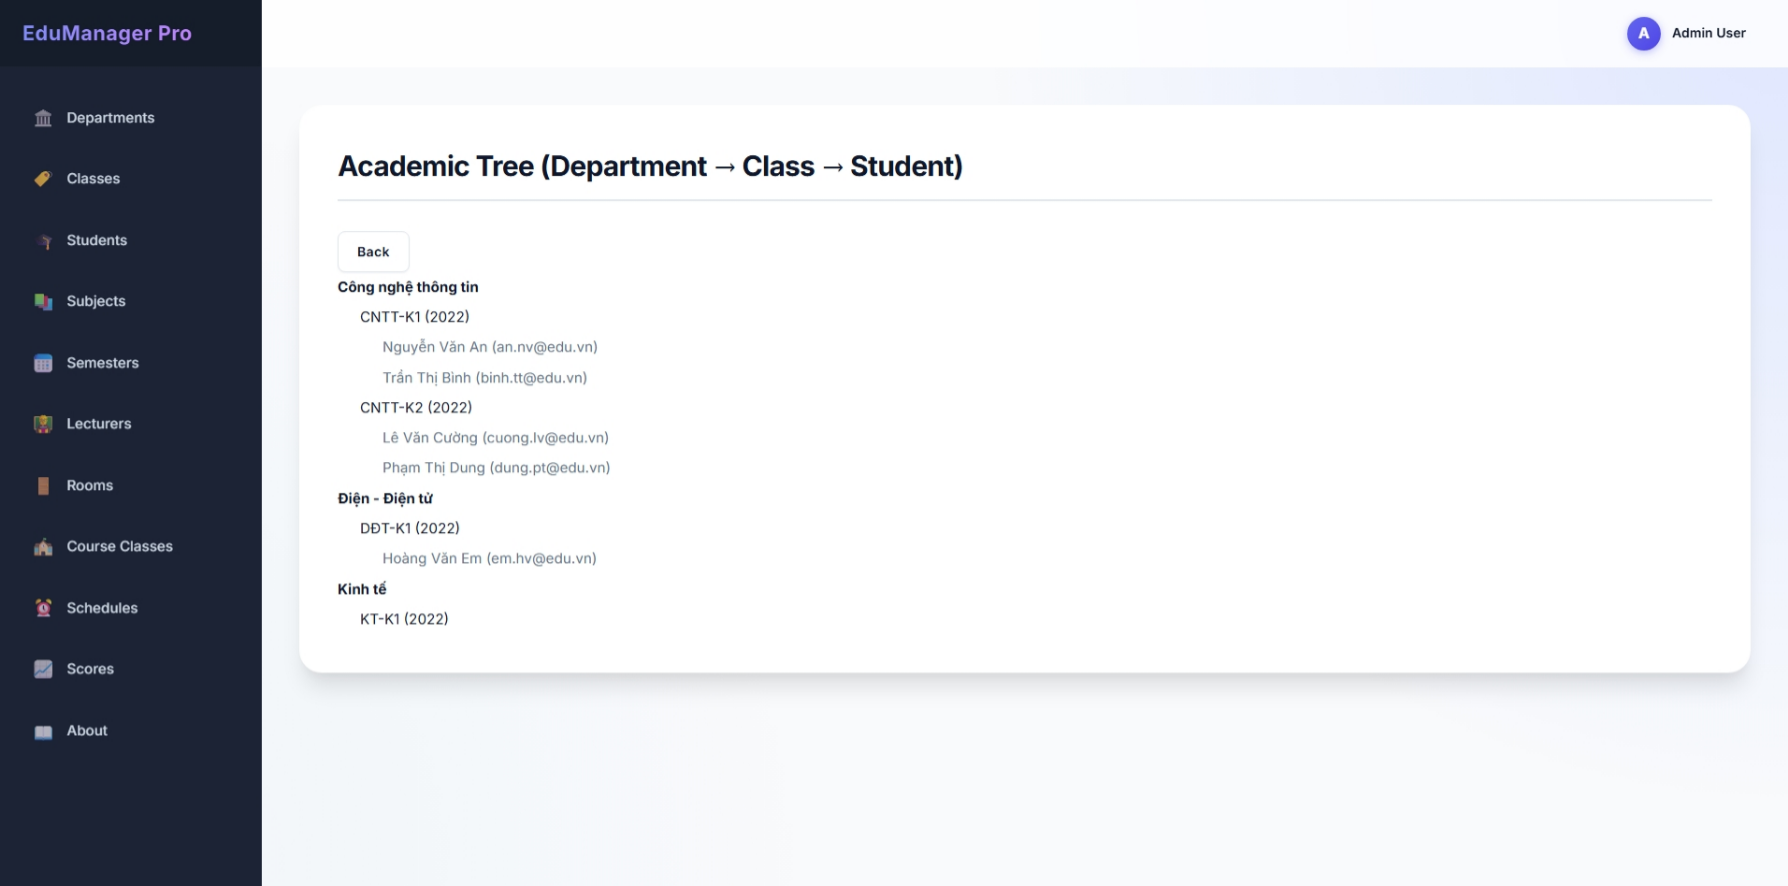 EduManager Pro
A Admin User
Departments
Classes
Students
Subjects
Semesters
Lecturers
Rooms
Course Classes
Schedules
Scores
About
Academic Tree (Department → Class → Student)
Back
Công nghệ thông tin
CNTT-K1 (2022)
Nguyễn Văn An (an.nv@edu.vn)
Trần Thị Bình (binh.tt@edu.vn)
CNTT-K2 (2022)
Lê Văn Cường (cuong.lv@edu.vn)
Phạm Thị Dung (dung.pt@edu.vn)
Điện - Điện tử
DĐT-K1 (2022)
Hoàng Văn Em (em.hv@edu.vn)
Kinh tế
KT-K1 (2022)